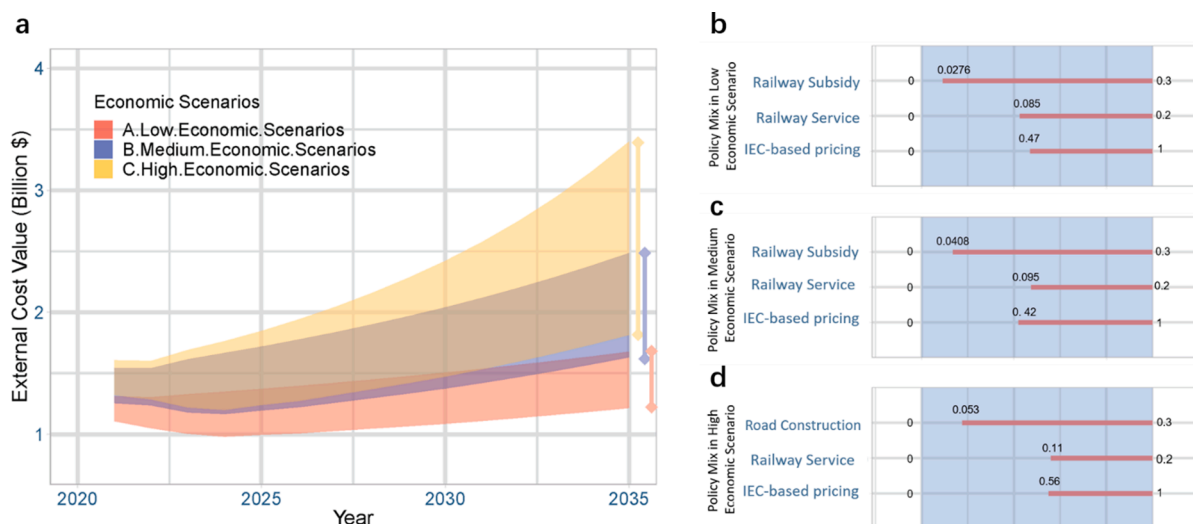 a
External Cost Value (Billion $)
4
3
2
1
Economic Scenarios
A.Low.Economic.Scenarios
B.Medium.Economic.Scenarios
C.High.Economic.Scenarios
2020
2025
2030
2035
Year
b
Policy Mix in Low
Economic Scenario
Railway Subsidy
0
0.0276
0.3
Railway Service
0
0.085
0.2
IEC-based pricing
0
0.47
1
c
Policy Mix in Medium
Economic Scenario
Railway Subsidy
0
0.0408
0.3
Railway Service
0
0.095
0.2
IEC-based pricing
0
0. 42
1
d
Policy Mix in High
Economic Scenario
Road Construction
0
0.053
0.3
Railway Service
0
0.11
0.2
IEC-based pricing
0
0.56
1